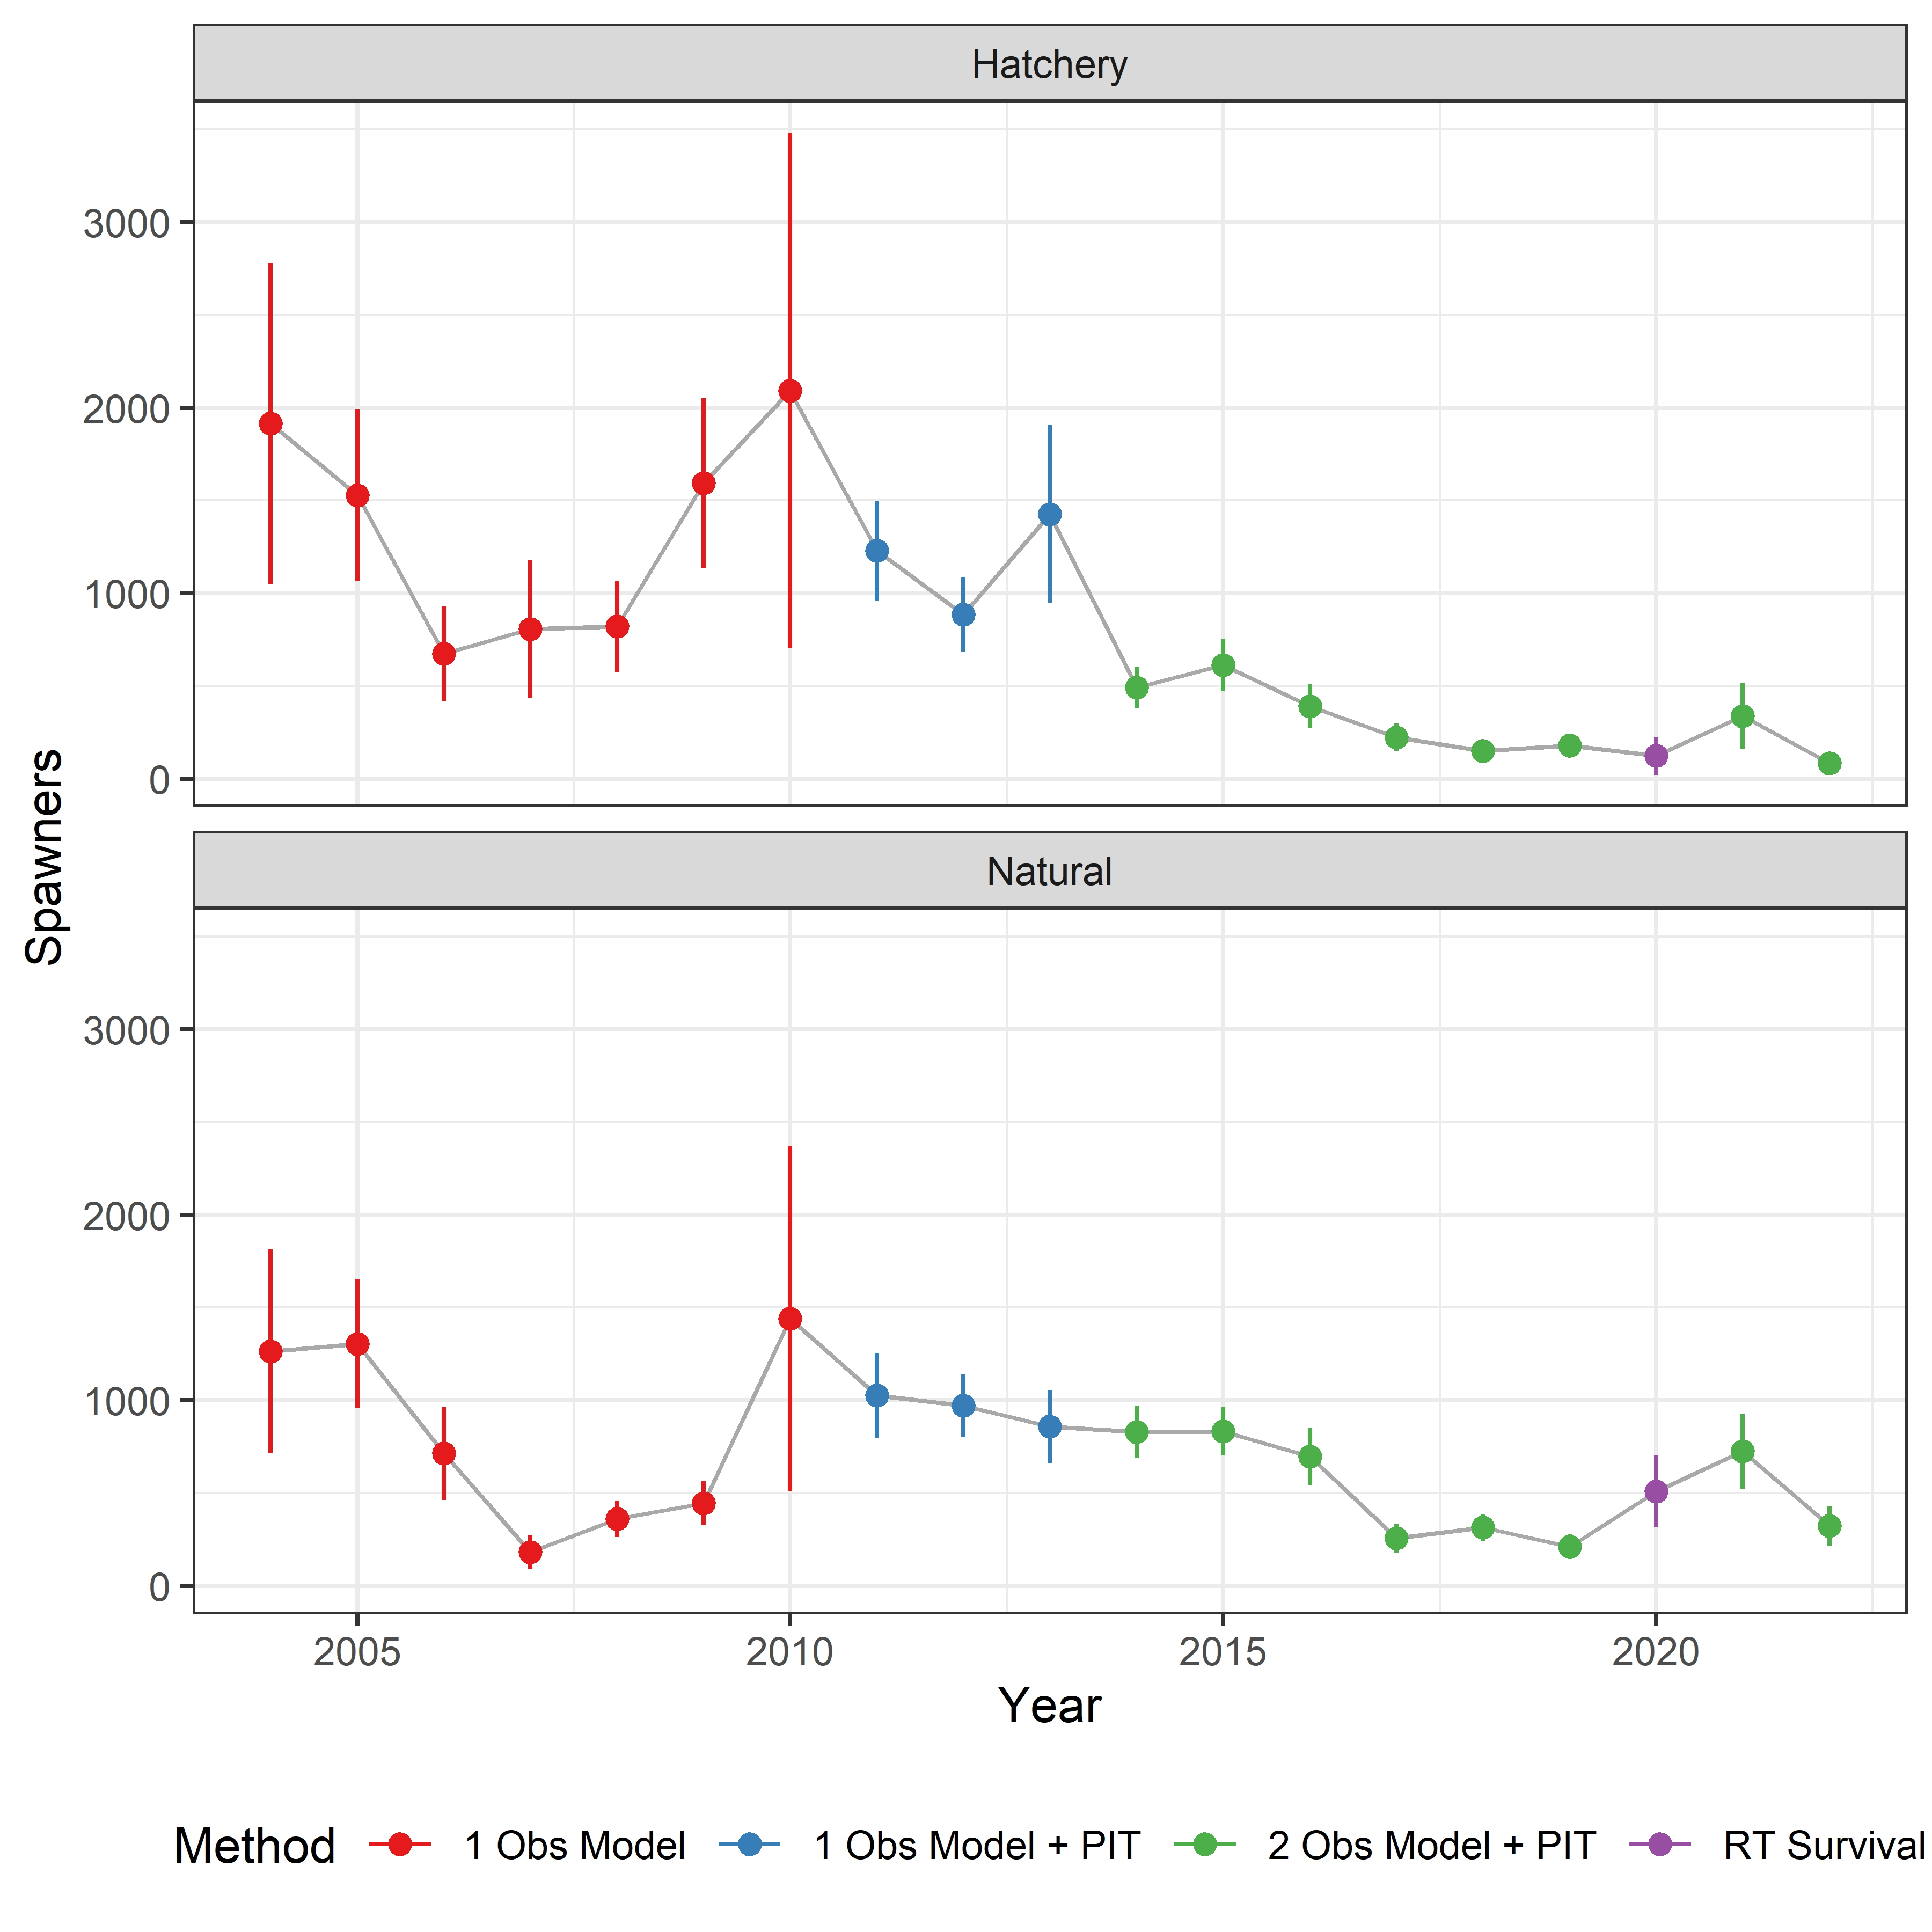 Hatchery
3000
2000
1000
0
Spawners
Natural
3000
2000
1000
0
2005 2010 2015 2020
Year
Method 1 Obs Model 1 Obs Model + PIT 2 Obs Model + PIT RT Survival